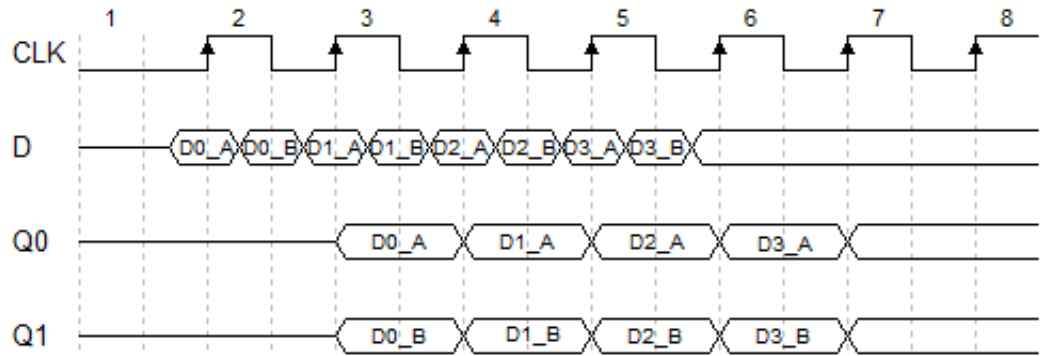 1 2 3 4 5 6 7 8
CLK
D D0_A D0_B D1_A D1_B D2_A D2_B D3_A D3_B
Q0 D0_A D1_A D2_A D3_A
Q1 D0_B D1_B D2_B D3_B